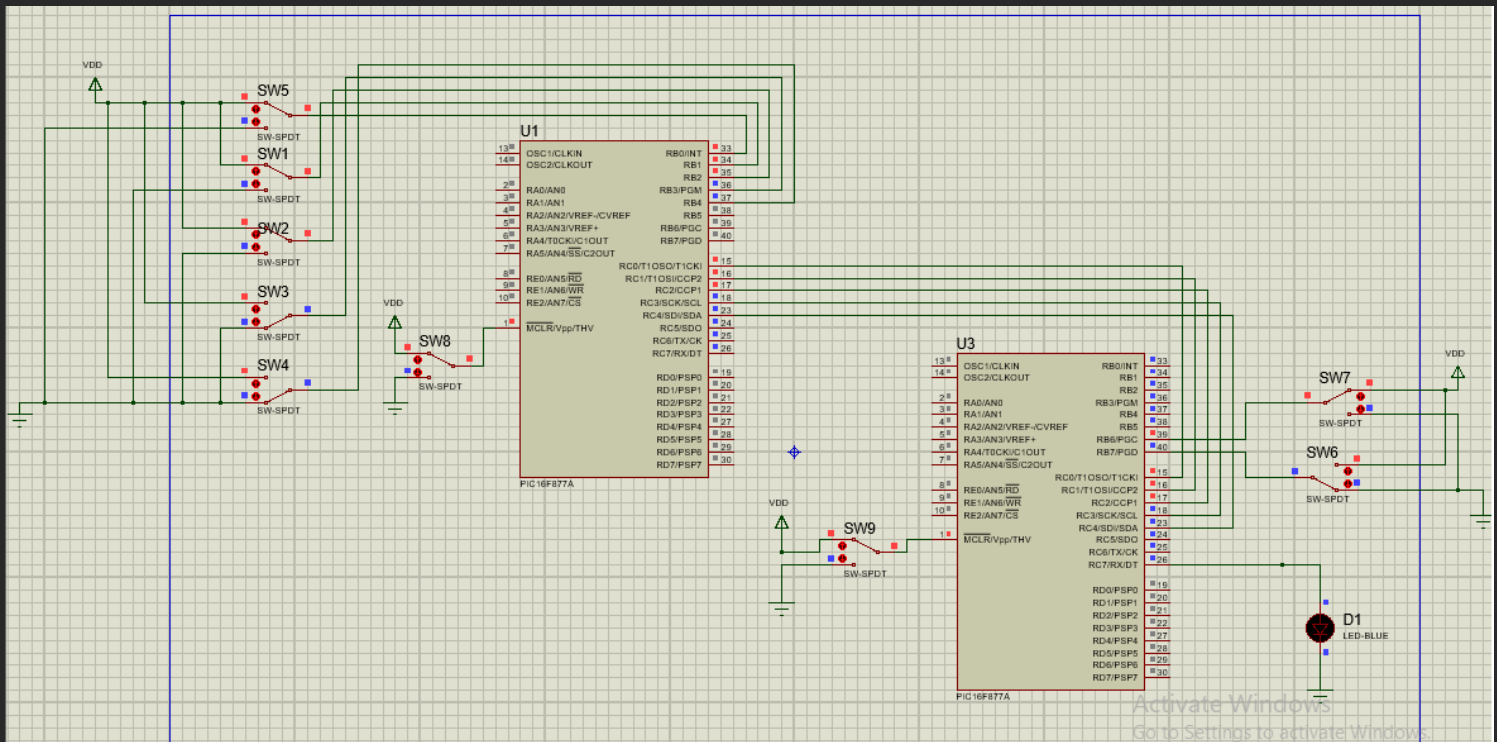 VDD
SW5
SW-SPDT
SW1
SW-SPDT
SW2
SW-SPDT
SW3
SW-SPDT
SW4
SW-SPDT
VDD
SW8
SW-SPDT
U1
13 OSC1/CLKIN RB0/INT 33
14 OSC2/CLKOUT RB1 34
RB2 35
2 RA0/AN0 RB3/PGM 36
3 RA1/AN1 RB4 37
4 RA2/AN2/VREF-/CVREF RB5 38
5 RA3/AN3/VREF+ RB6/PGC 39
6 RA4/T0CKI/C1OUT RB7/PGD 40
7 RA5/AN4/SS/C2OUT
RC0/T1OSO/T1CKI 15
8 RE0/AN5/RD RC1/T1OSI/CCP2 16
9 RE1/AN6/WR RC2/CCP1 17
10 RE2/AN7/CS RC3/SCK/SCL 18
RC4/SDI/SDA 23
1 MCLR/Vpp/THV RC5/SDO 24
RC6/TX/CK 25
RC7/RX/DT 26
RD0/PSP0 19
RD1/PSP1 20
RD2/PSP2 21
RD3/PSP3 22
RD4/PSP4 27
RD5/PSP5 28
RD6/PSP6 29
RD7/PSP7 30
PIC16F877A
VDD
SW9
SW-SPDT
U3
13 OSC1/CLKIN RB0/INT 33
14 OSC2/CLKOUT RB1 34
RB2 35
2 RA0/AN0 RB3/PGM 36
3 RA1/AN1 RB4 37
4 RA2/AN2/VREF-/CVREF RB5 38
5 RA3/AN3/VREF+ RB6/PGC 39
6 RA4/T0CKI/C1OUT RB7/PGD 40
7 RA5/AN4/SS/C2OUT
RC0/T1OSO/T1CKI 15
8 RE0/AN5/RD RC1/T1OSI/CCP2 16
9 RE1/AN6/WR RC2/CCP1 17
10 RE2/AN7/CS RC3/SCK/SCL 18
RC4/SDI/SDA 23
1 MCLR/Vpp/THV RC5/SDO 24
RC6/TX/CK 25
RC7/RX/DT 26
RD0/PSP0 19
RD1/PSP1 20
RD2/PSP2 21
RD3/PSP3 22
RD4/PSP4 27
RD5/PSP5 28
RD6/PSP6 29
RD7/PSP7 30
PIC16F877A
VDD
SW7
SW-SPDT
SW6
SW-SPDT
D1
LED-BLUE
Activate Windows
Go to Settings to activate Windows.